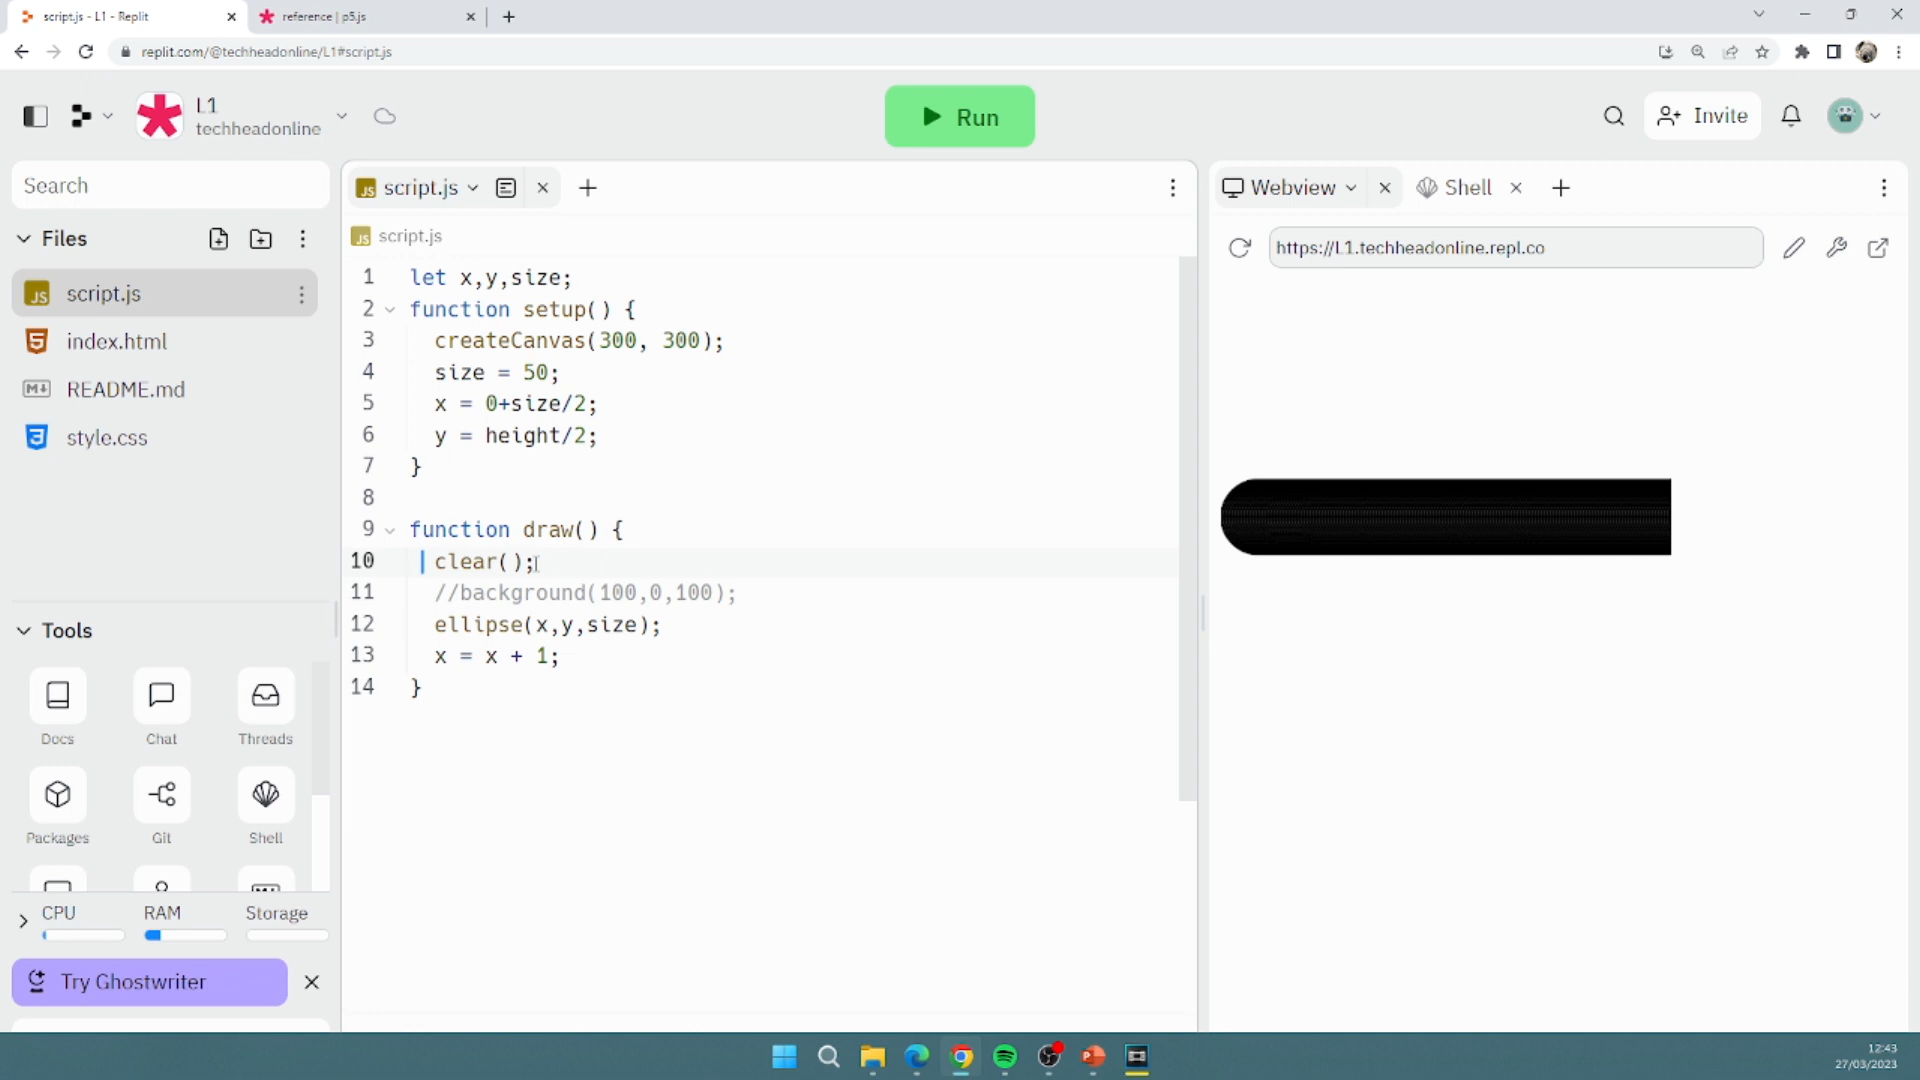 script.js - L1 - Replit
reference | p5.js
replit.com/@techheadonline/L1#script.js
L1
techheadonline
Run
Invite
Search
Files
script.js
index.html
README.md
style.css
Tools
Docs
Chat
Threads
Packages
Git
Shell
CPU
RAM
Storage
Try Ghostwriter
JS script.js
JS script.js
1 let x,y,size;
2 function setup() {
3 createCanvas(300, 300);
4 size = 50;
5 x = 0+size/2;
6 y = height/2;
7 }
8
9 function draw() {
10 clear();
11 //background(100,0,100);
12 ellipse(x,y,size);
13 x = x + 1;
14 }
Webview
Shell
https://L1.techheadonline.repl.co
12:43
27/03/2023